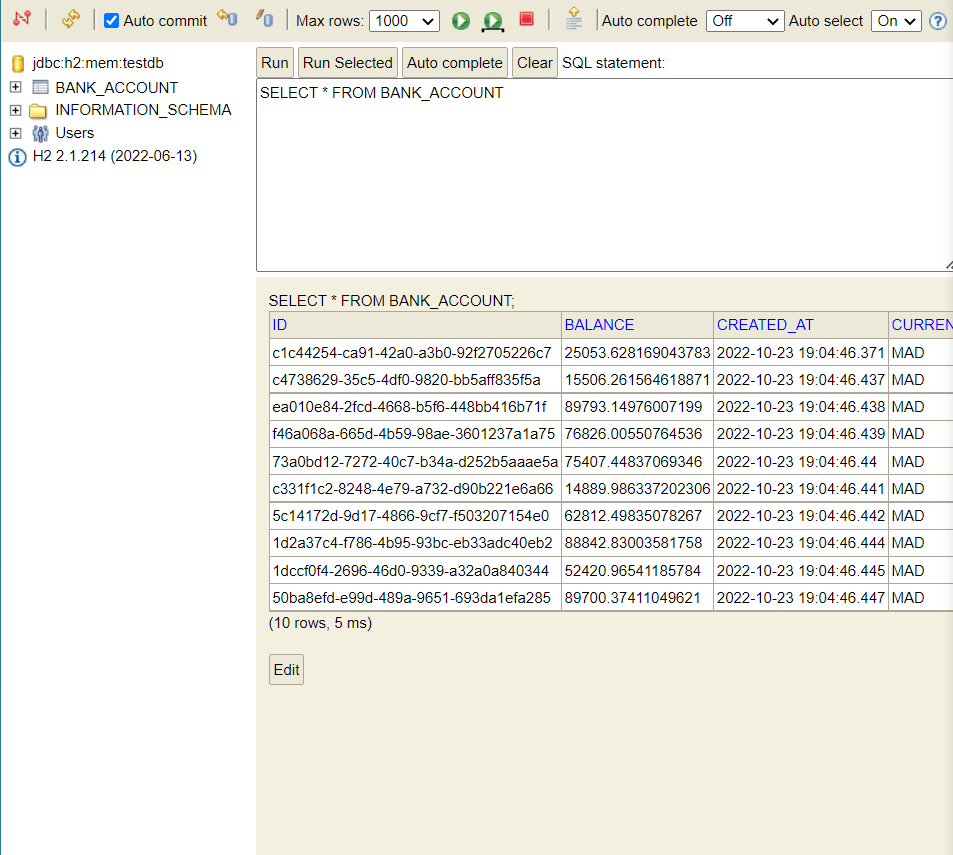 Auto commit Max rows: 1000 Auto complete Off Auto select On
jdbc:h2:mem:testdb
BANK_ACCOUNT
INFORMATION_SCHEMA
Users
H2 2.1.214 (2022-06-13)
Run Run Selected Auto complete Clear SQL statement:
SELECT * FROM BANK_ACCOUNT
SELECT * FROM BANK_ACCOUNT;
ID BALANCE CREATED_AT CURREN
c1c44254-ca91-42a0-a3b0-92f2705226c7 25053.628169043783 2022-10-23 19:04:46.371 MAD
c4738629-35c5-4df0-9820-bb5aff835f5a 15506.261564618871 2022-10-23 19:04:46.437 MAD
ea010e84-2fcd-4668-b5f6-448bb416b71f 89793.14976007199 2022-10-23 19:04:46.438 MAD
f46a068a-665d-4b59-98ae-3601237a1a75 76826.00550764536 2022-10-23 19:04:46.439 MAD
73a0bd12-7272-40c7-b34a-d252b5aaae5a 75407.44837069346 2022-10-23 19:04:46.44 MAD
c331f1c2-8248-4e79-a732-d90b221e6a66 14889.986337202306 2022-10-23 19:04:46.441 MAD
5c14172d-9d17-4866-9cf7-f503207154e0 62812.49835078267 2022-10-23 19:04:46.442 MAD
1d2a37c4-f786-4b95-93bc-eb33adc40eb2 88842.83003581758 2022-10-23 19:04:46.444 MAD
1dccf0f4-2696-46d0-9339-a32a0a840344 52420.96541185784 2022-10-23 19:04:46.445 MAD
50ba8efd-e99d-489a-9651-693da1efa285 89700.37411049621 2022-10-23 19:04:46.447 MAD
(10 rows, 5 ms)
Edit